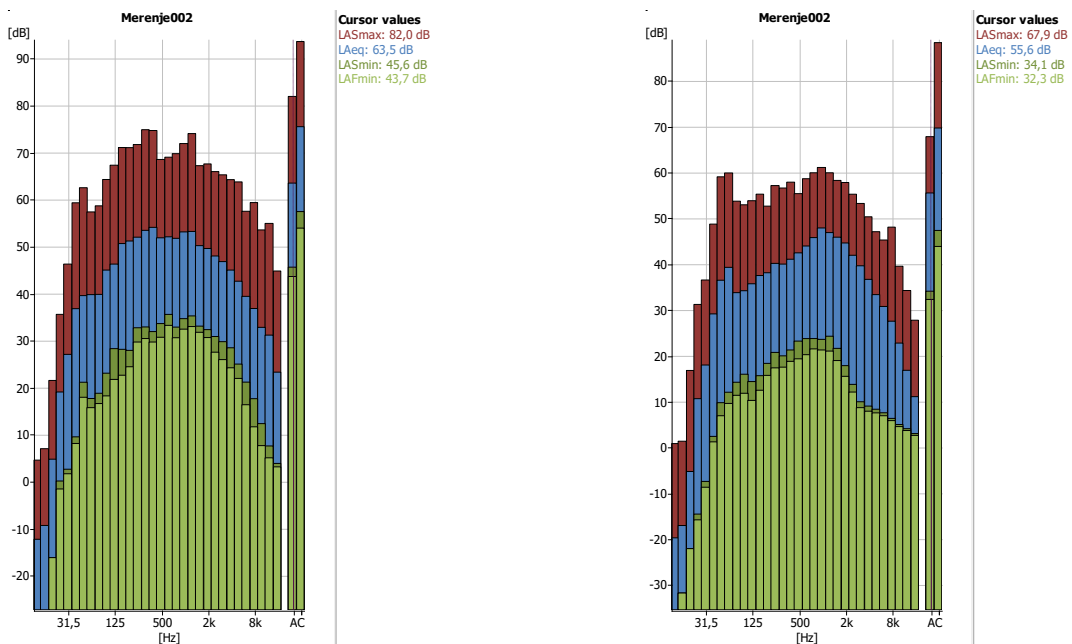 Merenje002
Cursor values
[dB]
LASmax: 82,0 dB
LAeq: 63,5 dB
LASmin: 45,6 dB
LAFmin: 43,7 dB
90
80
70
60
50
40
30
20
10
0
-10
-20
31,5 125 500 2k 8k AC
[Hz]
Merenje002
Cursor values
[dB]
LASmax: 67,9 dB
LAeq: 55,6 dB
LASmin: 34,1 dB
LAFmin: 32,3 dB
80
70
60
50
40
30
20
10
0
-10
-20
-30
31,5 125 500 2k 8k AC
[Hz]